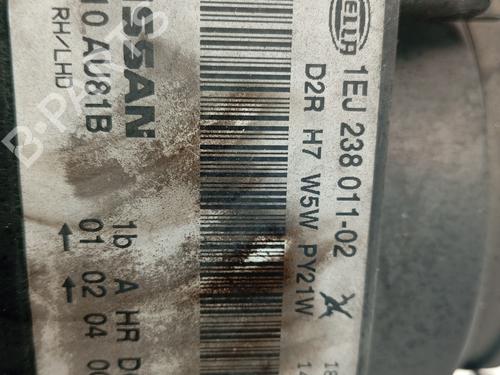 HELLA
1EJ 238 011-02
D2R H7 W5W PY21W
NISSAN
10 AU81B
RH/LHD
1b A HR
01 02 04
B-PARTS